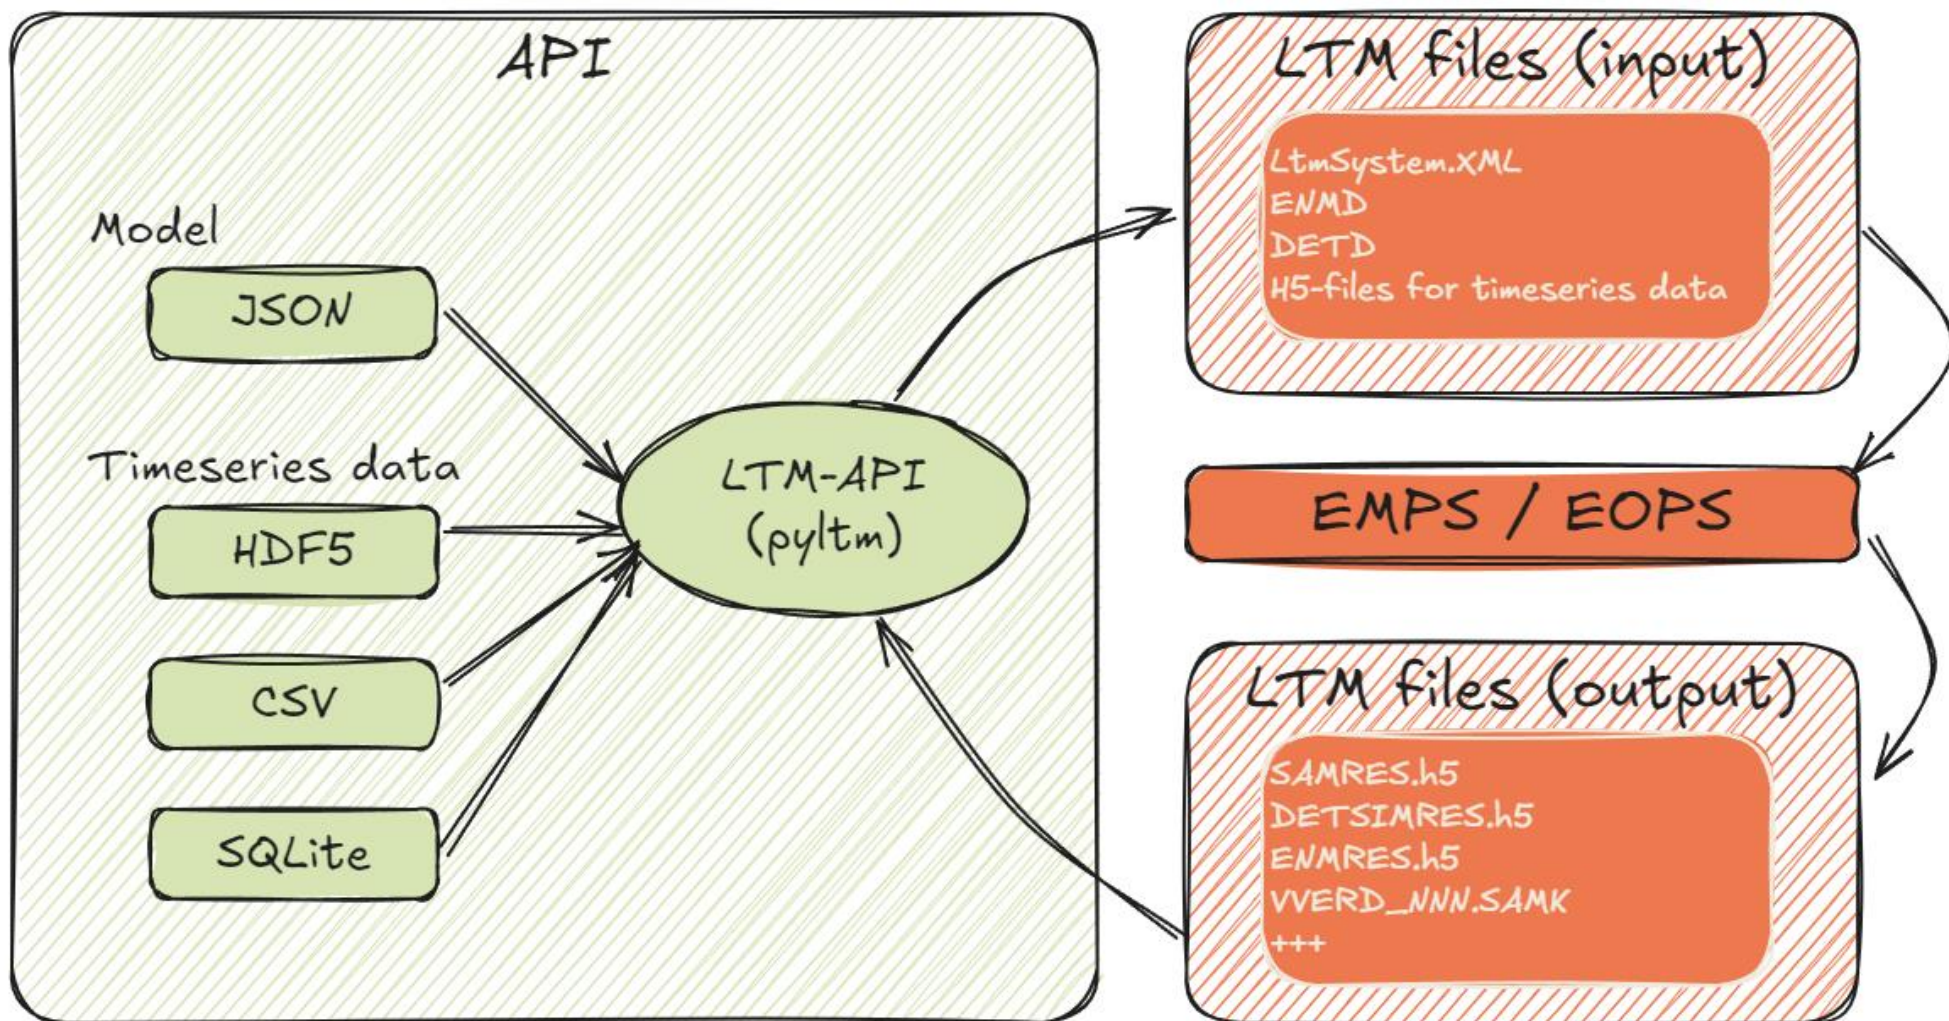 API
Model
JSON
Timeseries data
HDF5
CSV
SQLite
LTM-API
(pyltm)
LTM files (input)
LtmSystem.XML
ENMD
DETD
H5-files for timeseries data
EMPS / EOPS
LTM files (output)
SAMRES.h5
DETSIMRES.h5
ENMRES.h5
VVERD_NNN.SAMK
+++